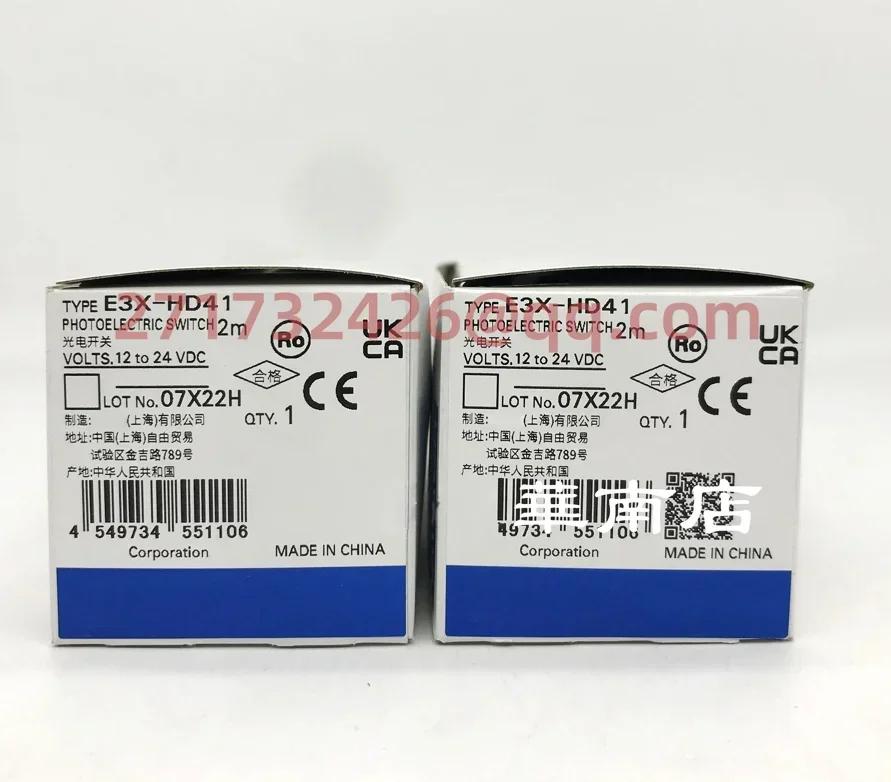 271732426@qq.com
TYPE E3X-HD41
PHOTOELECTRIC SWITCH 2m
光电开关
VOLTS. 12 to 24 VDC
Ro
UK
CA
合格
CE
LOT No. 07X22H
QTY. 1
制造: (上海)有限公司
地址:中国(上海)自由贸易
试验区金吉路789号
产地:中华人民共和国
4 549734 551106
Corporation
MADE IN CHINA
TYPE E3X-HD41
PHOTOELECTRIC SWITCH 2m
光电开关
VOLTS. 12 to 24 VDC
Ro
UK
CA
合格
CE
LOT No. 07X22H
QTY. 1
制造: (上海)有限公司
地址:中国(上海)自由贸易
试验区金吉路789号
产地:中华人民共和国
華南店
49734 551106
Corporation
MADE IN CHINA